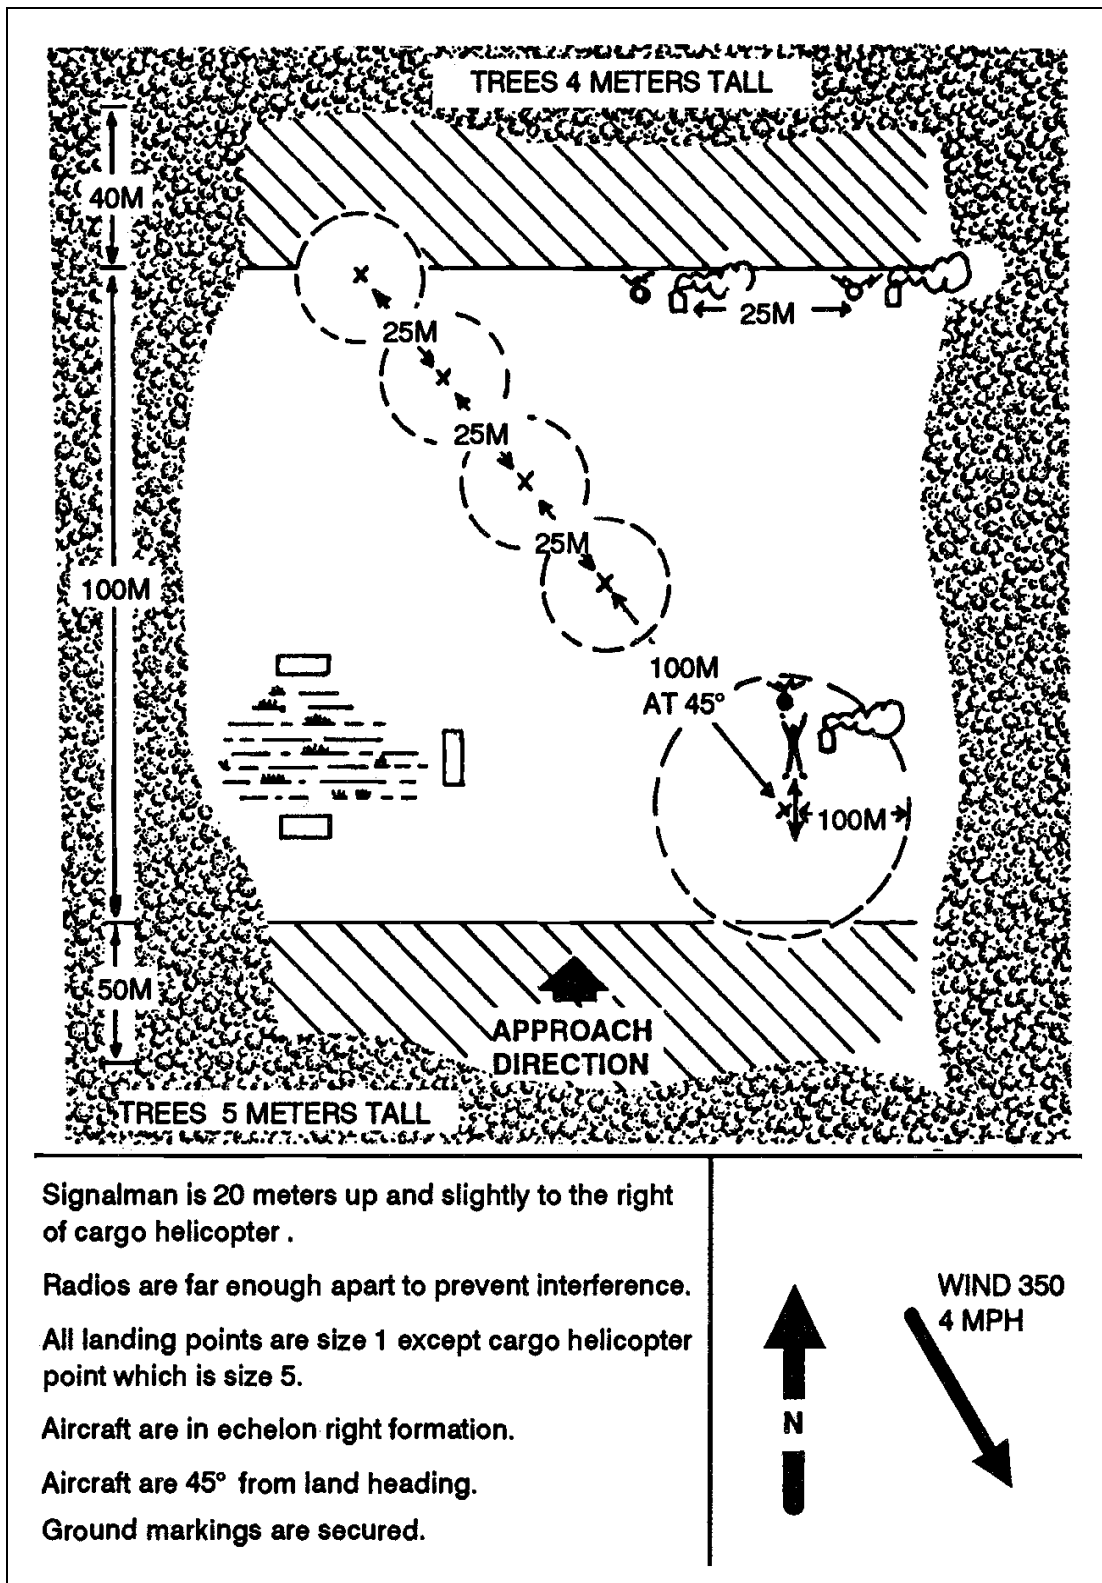 TREES 4 METERS TALL
40M
25M
25M
25M
25M
100M
100M
AT 45°
100M
50M
APPROACH
DIRECTION
TREES 5 METERS TALL
Signalman is 20 meters up and slightly to the right
of cargo helicopter .
Radios are far enough apart to prevent interference.
All landing points are size 1 except cargo helicopter
point which is size 5.
Aircraft are in echelon right formation.
Aircraft are 45° from land heading.
Ground markings are secured.
N
WIND 350
4 MPH